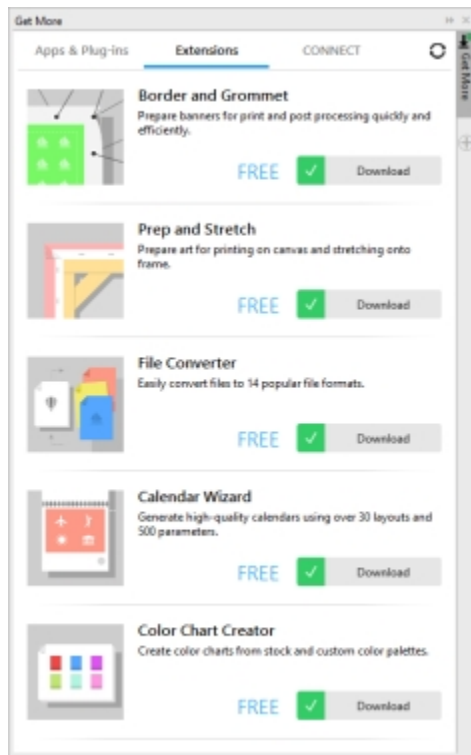 Get More
Apps & Plug-ins Extensions CONNECT
Get More
Border and Grommet
Prepare banners for print and post processing quickly and
efficiently.
FREE Download
Prep and Stretch
Prepare art for printing on canvas and stretching onto
frame.
FREE Download
File Converter
Easily convert files to 14 popular file formats.
FREE Download
Calendar Wizard
Generate high-quality calendars using over 30 layouts and
500 parameters.
FREE Download
Color Chart Creator
Create color charts from stock and custom color palettes.
FREE Download